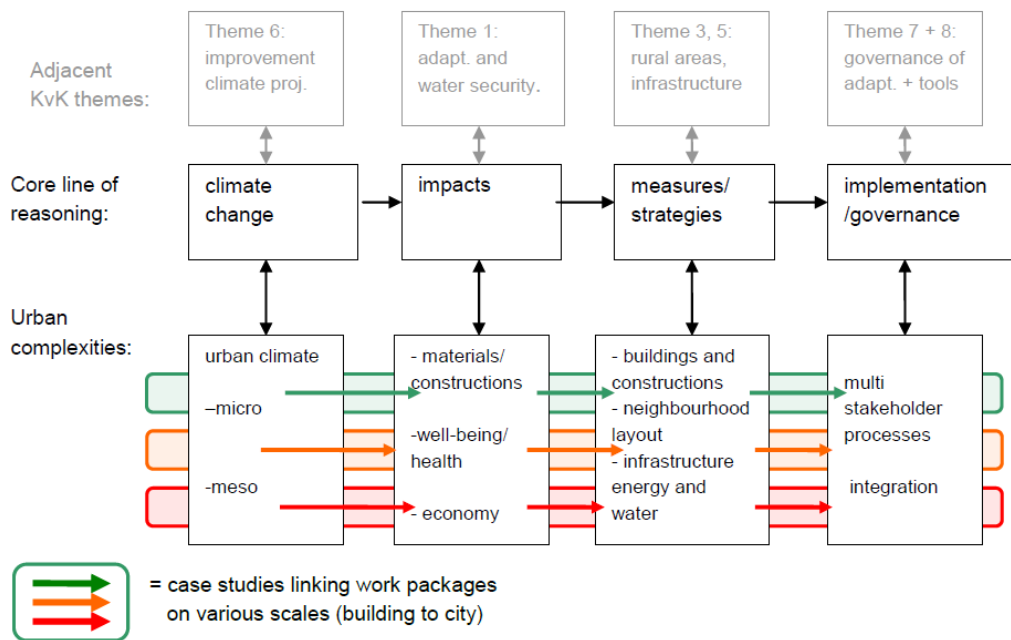 Adjacent
KvK themes:
Theme 6:
improvement
climate proj.
Theme 1:
adapt. and
water security.
Theme 3, 5:
rural areas,
infrastructure
Theme 7 + 8:
governance of
adapt. + tools
Core line of
reasoning:
climate
change
impacts
measures/
strategies
implementation
/governance
Urban
complexities:
urban climate
–micro
-meso
- materials/
constructions
-well-being/
health
- economy
- buildings and
constructions
- neighbourhood
layout
- infrastructure
energy and
water
multi
stakeholder
processes
integration
= case studies linking work packages
on various scales (building to city)